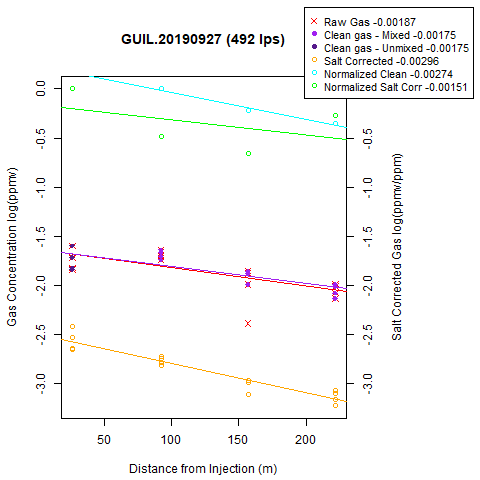 GUIL.20190927 (492 lps)
Raw Gas -0.00187
Clean gas - Mixed -0.00175
Clean gas - Unmixed -0.00175
Salt Corrected -0.00296
Normalized Clean -0.00274
Normalized Salt Corr -0.00151
Gas Concentration log(ppmv)
0.0
-0.5
-1.0
-1.5
-2.0
-2.5
-3.0
0.0
-0.5
-1.0
-1.5
-2.0
-2.5
-3.0
Salt Corrected Gas log(ppmv/ppm)
50 100 150 200
Distance from Injection (m)